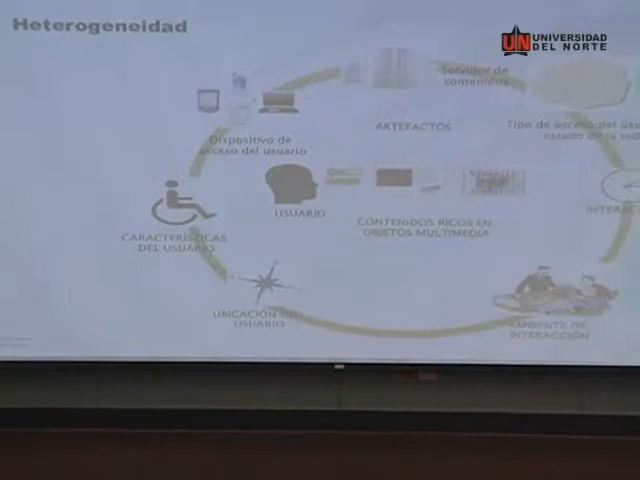 Heterogeneidad
UNIVERSIDAD
DEL NORTE
Servidor de
contenidos
ARTEFACTOS
Tipo de acceso del
Dispositivo de
acceso del usuario
USUARIO
CONTENIDOS RICOS EN
OBJETOS MULTIMEDIA
CARACTERÍSTICAS
DEL USUARIO
UBICACIÓN
USUARIO
AMBIENTE DE
INTERACCIÓN